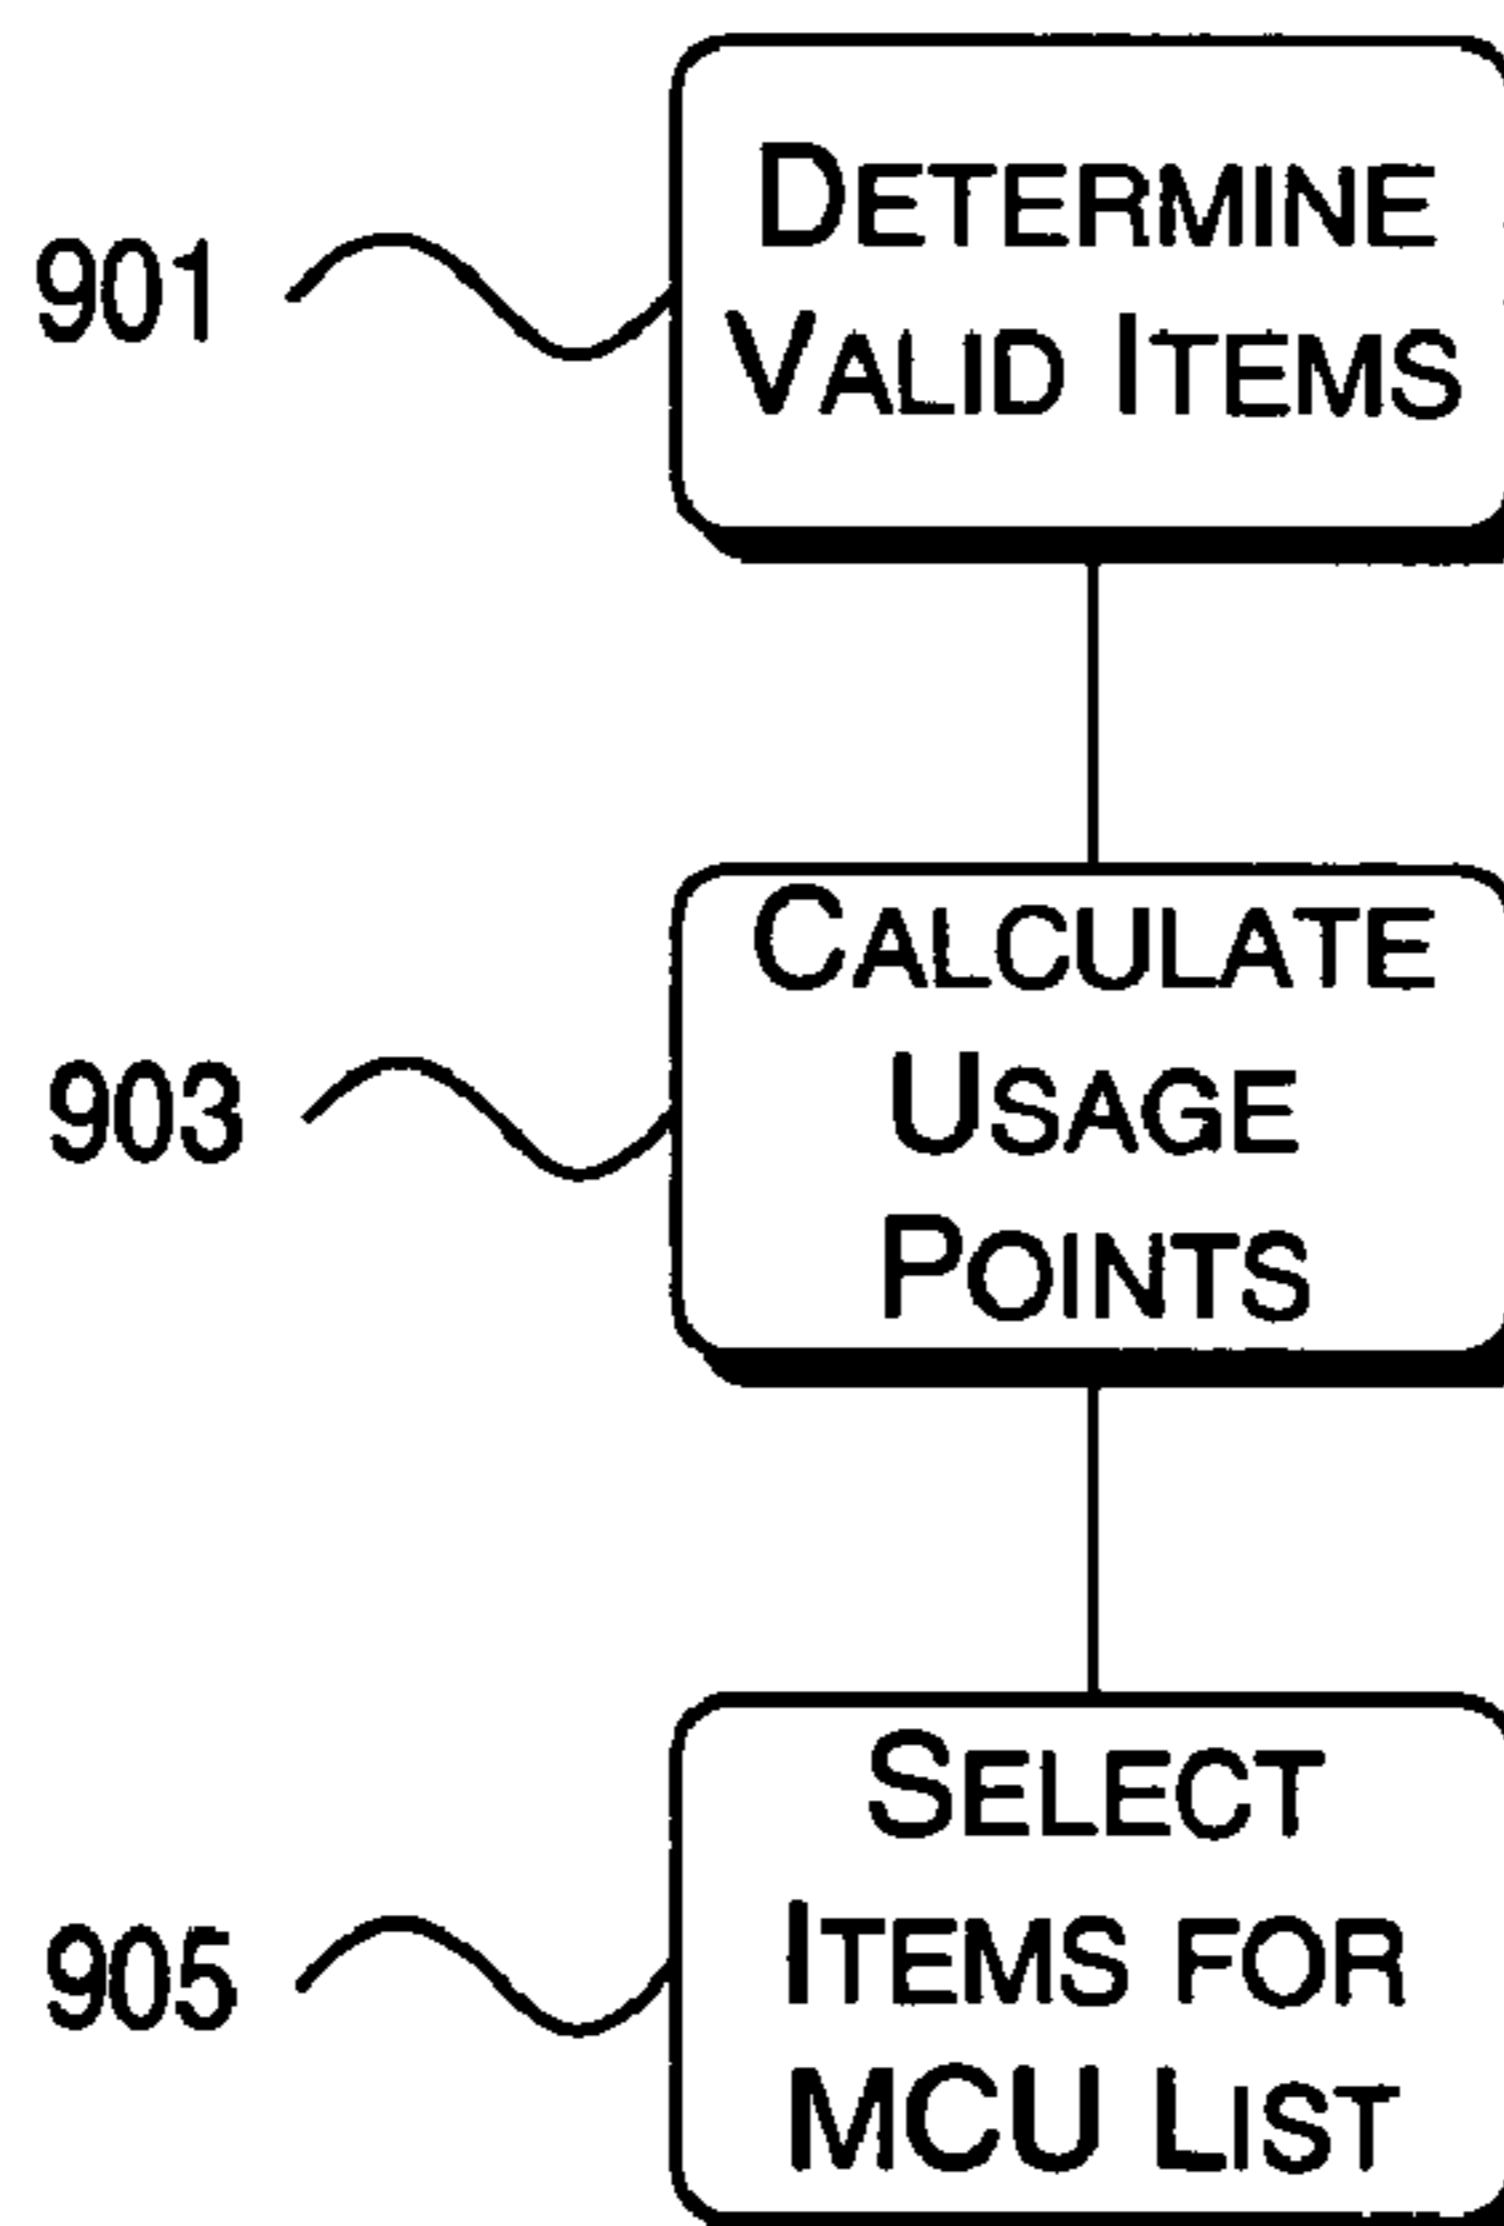 901
DETERMINE
VALID ITEMS
903
CALCULATE
USAGE
POINTS
905
SELECT
ITEMS FOR
MCU LIST